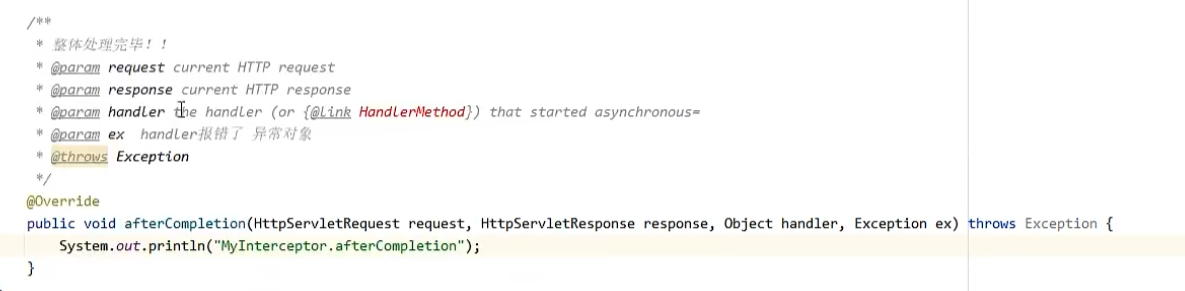 /**
* 整体处理完毕！！
* @param request current HTTP request
* @param response current HTTP response
* @param handler the handler (or {@link HandlerMethod}) that started asynchronous=
* @param ex handler报错了 异常对象
* @throws Exception
*/
@Override
public void afterCompletion(HttpServletRequest request, HttpServletResponse response, Object handler, Exception ex) throws Exception {
System.out.println("MyInterceptor.afterCompletion");
}